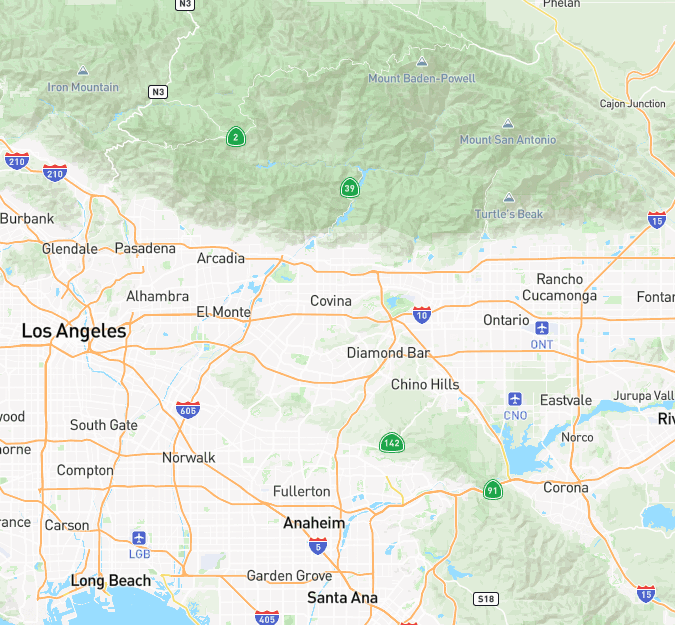 N3
Phelan
Mount Baden-Powell
Iron Mountain
N3
Cajon Junction
2
Mount San Antonio
210
210
39
Turtle's Beak
15
Burbank
Glendale
Pasadena
Arcadia
Rancho
Cucamonga
Alhambra
Covina
Fontan
El Monte
10
Ontario
Los Angeles
ONT
Diamond Bar
Chino Hills
Jurupa Vall
CNO
Eastvale
605
wood
Riv
South Gate
Norco
142
orne
Norwalk
Compton
Corona
Fullerton
91
rance
Carson
Anaheim
LGB
5
Long Beach
Garden Grove
15
Santa Ana
S18
405